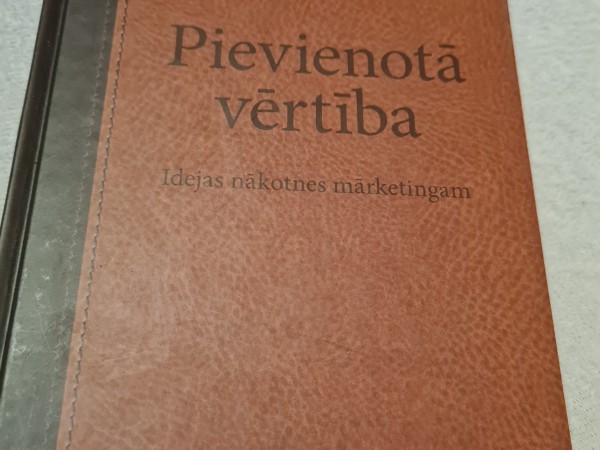 Pievienotā
vērtība
Idejas nākotnes mārketingam